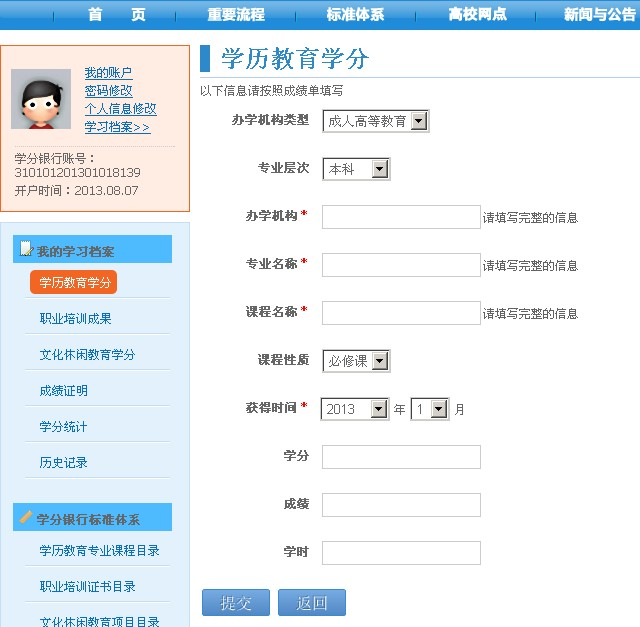 首 页 重要流程 标准体系 高校网点 新闻与公告
我的账户
密码修改
个人信息修改
学习档案>>
学分银行账号：
310101201301018139
开户时间：2013.08.07
我的学习档案
学历教育学分
职业培训成果
文化休闲教育学分
成绩证明
学分统计
历史记录
学分银行标准体系
学历教育专业课程目录
职业培训证书目录
文化休闲教育项目目录
学历教育学分
以下信息请按照成绩单填写
办学机构类型 成人高等教育
专业层次 本科
办学机构* 请填写完整的信息
专业名称* 请填写完整的信息
课程名称* 请填写完整的信息
课程性质 必修课
获得时间* 2013 年 1 月
学分
成绩
学时
提交 返回